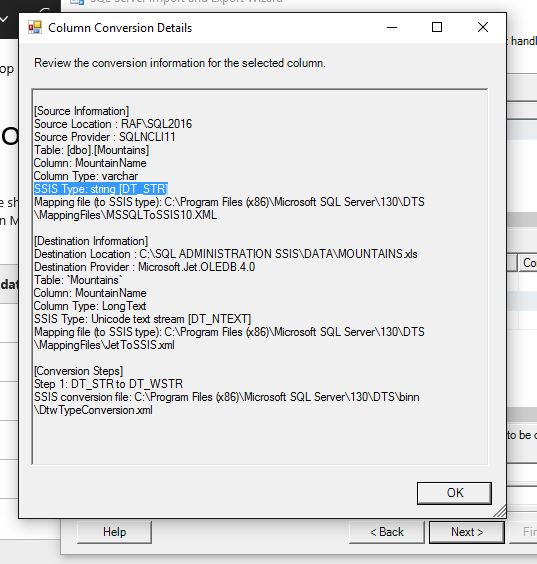 SQL Server Import and Export Wizard
Column Conversion Details
Review the conversion information for the selected column.
[Source Information]
Source Location : RAF\SQL2016
Source Provider : SQLNCLI11
Table: [dbo].[Mountains]
Column: MountainName
Column Type: varchar
SSIS Type: string [DT_STR]
Mapping file (to SSIS type): C:\Program Files (x86)\Microsoft SQL Server\130\DTS
\MappingFiles\MSSQLToSSIS10.XML
[Destination Information]
Destination Location : C:\SQL ADMINISTRATION SSIS\DATA\MOUNTAINS.xls
Destination Provider : Microsoft.Jet.OLEDB.4.0
Table: `Mountains`
Column: MountainName
Column Type: LongText
SSIS Type: Unicode text stream [DT_NTEXT]
Mapping file (to SSIS type): C:\Program Files (x86)\Microsoft SQL Server\130\DTS
\MappingFiles\JetToSSIS.xml
[Conversion Steps]
Step 1: DT_STR to DT_WSTR
SSIS conversion file: C:\Program Files (x86)\Microsoft SQL Server\130\DTS\binn
\DtwTypeConversion.xml
OK
to be c
Help
< Back
Next >